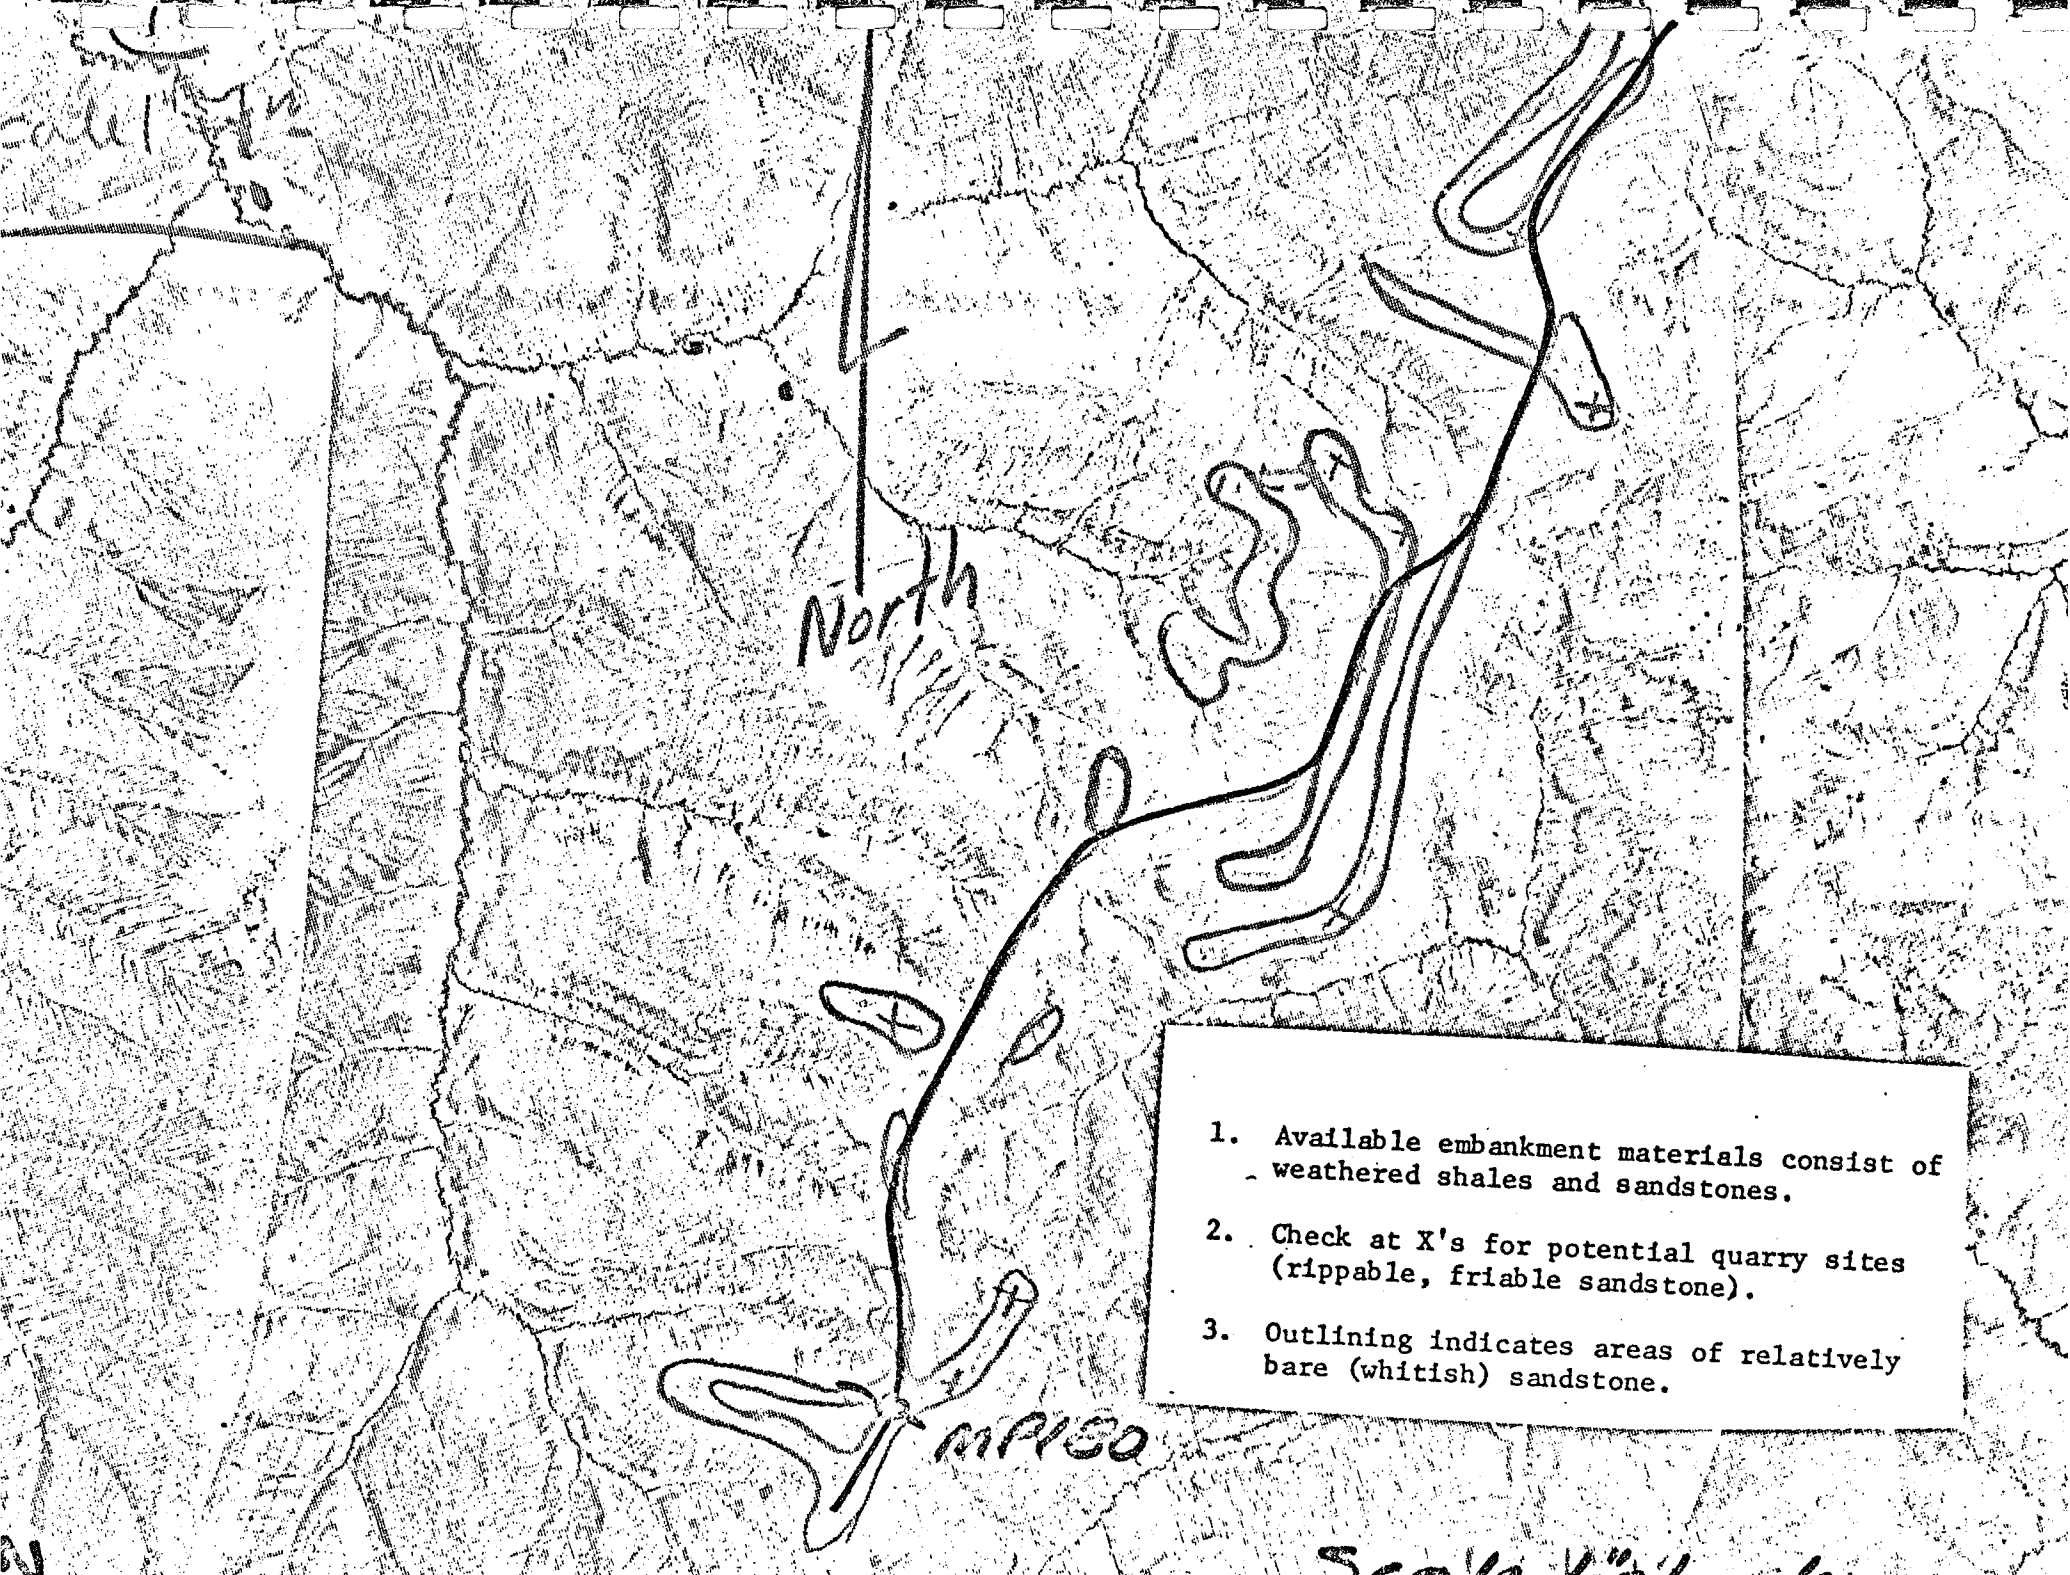 North
1. Available embankment materials consist of
weathered shales and sandstones.
2. Check at X's for potential quarry sites
(rippable, friable sandstone).
3. Outlining indicates areas of relatively
bare (whitish) sandstone.
X
X
X
X
N